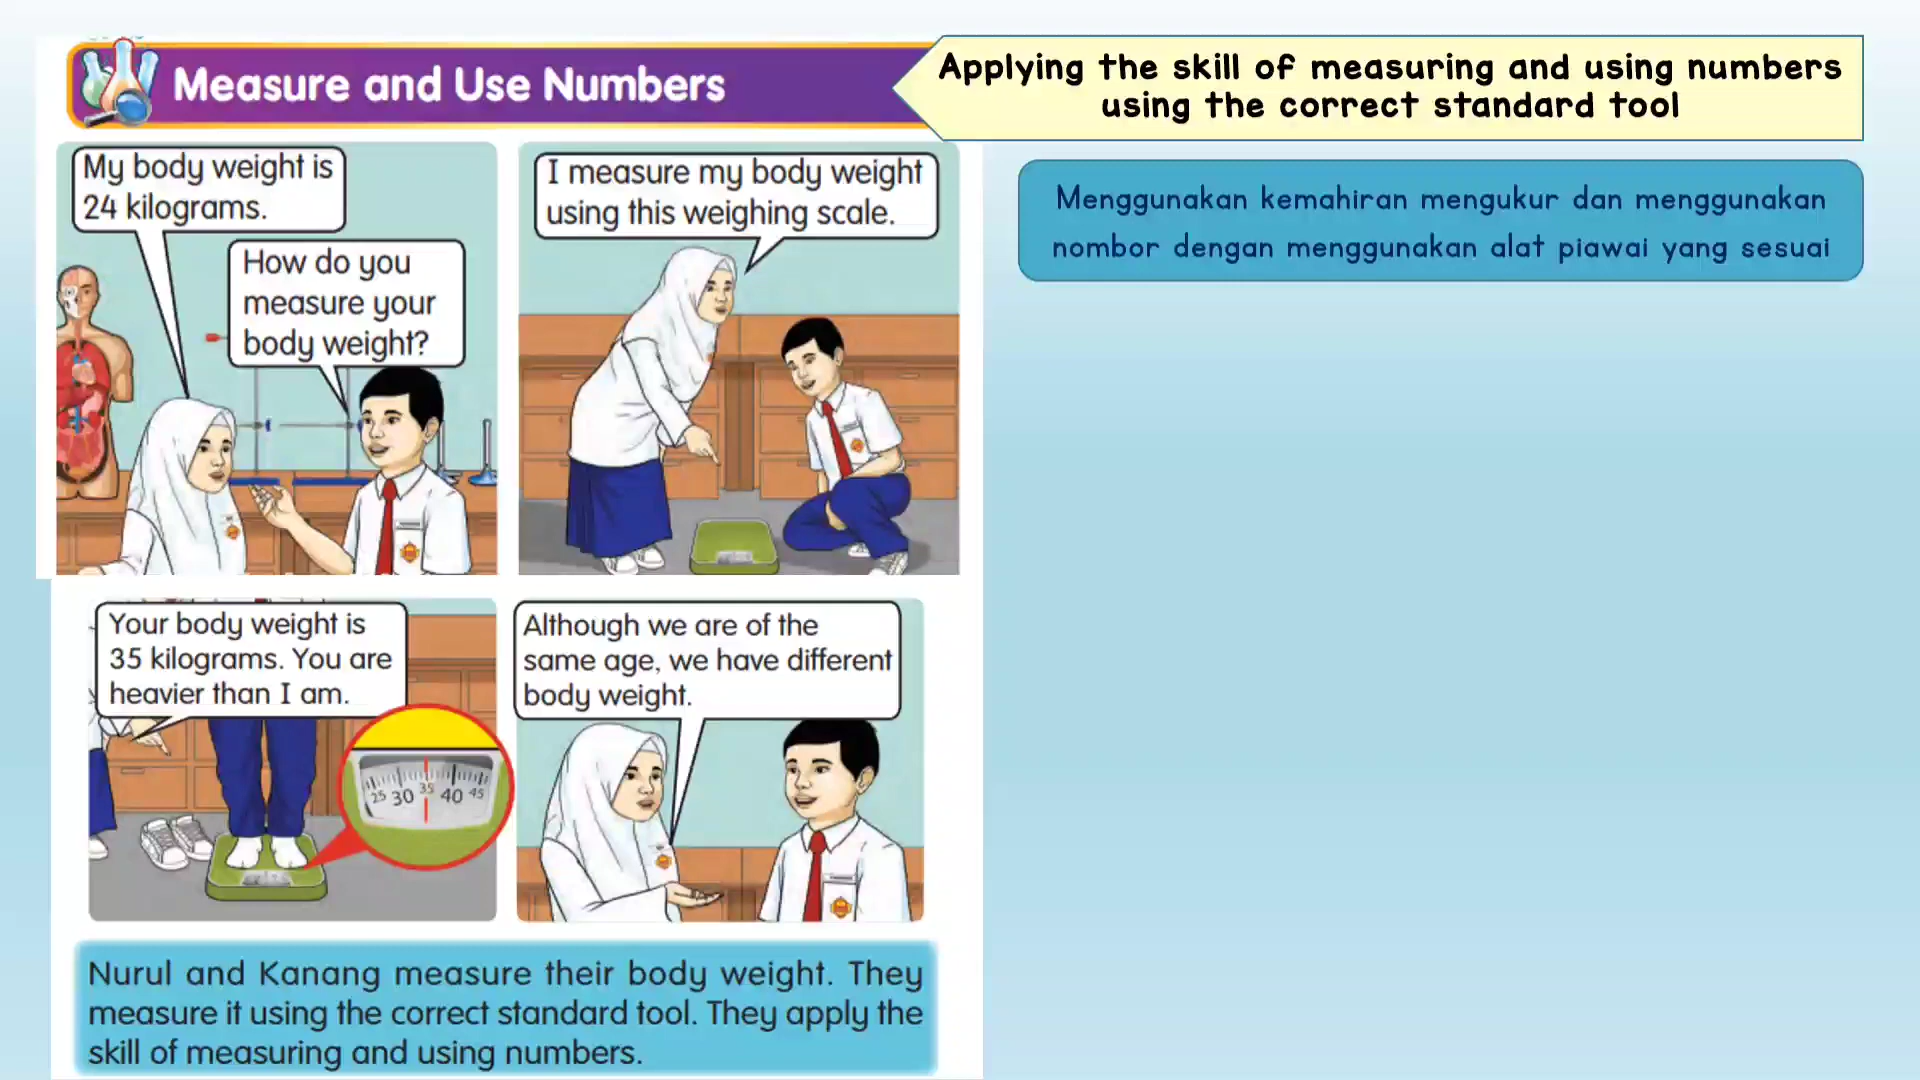 Measure and Use Numbers
Applying the skill of measuring and using numbers
using the correct standard tool
Menggunakan kemahiran mengukur dan menggunakan
nombor dengan menggunakan alat piawai yang sesuai
My body weight is
24 kilograms.
How do you
measure your
body weight?
I measure my body weight
using this weighing scale.
Your body weight is
35 kilograms. You are
heavier than I am.
25 30 35 40 45
Although we are of the
same age, we have different
body weight.
Nurul and Kanang measure their body weight. They
measure it using the correct standard tool. They apply the
skill of measuring and using numbers.